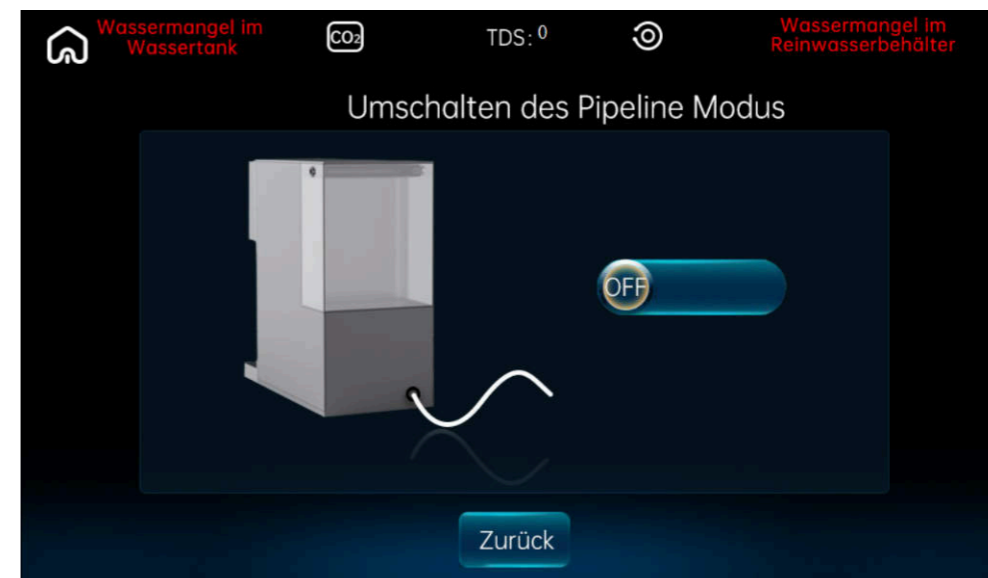 Wassermangel im
Wassertank
CO2
TDS: 0
Wassermangel im
Reinwasserbehälter
Umschalten des Pipeline Modus
OFF
Zurück